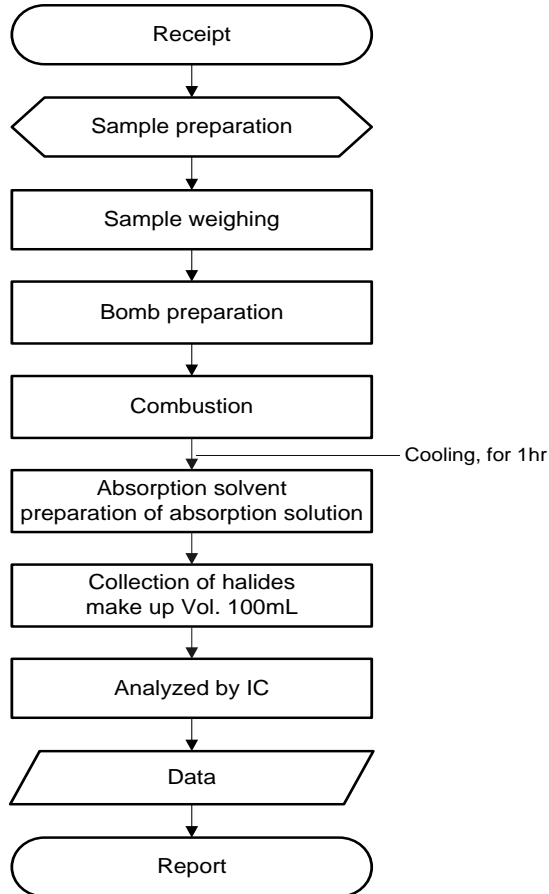 Receipt
Sample preparation
Sample weighing
Bomb preparation
Combustion
Cooling, for 1hr
Absorption solvent
preparation of absorption solution
Collection of halides
make up Vol. 100mL
Analyzed by IC
Data
Report